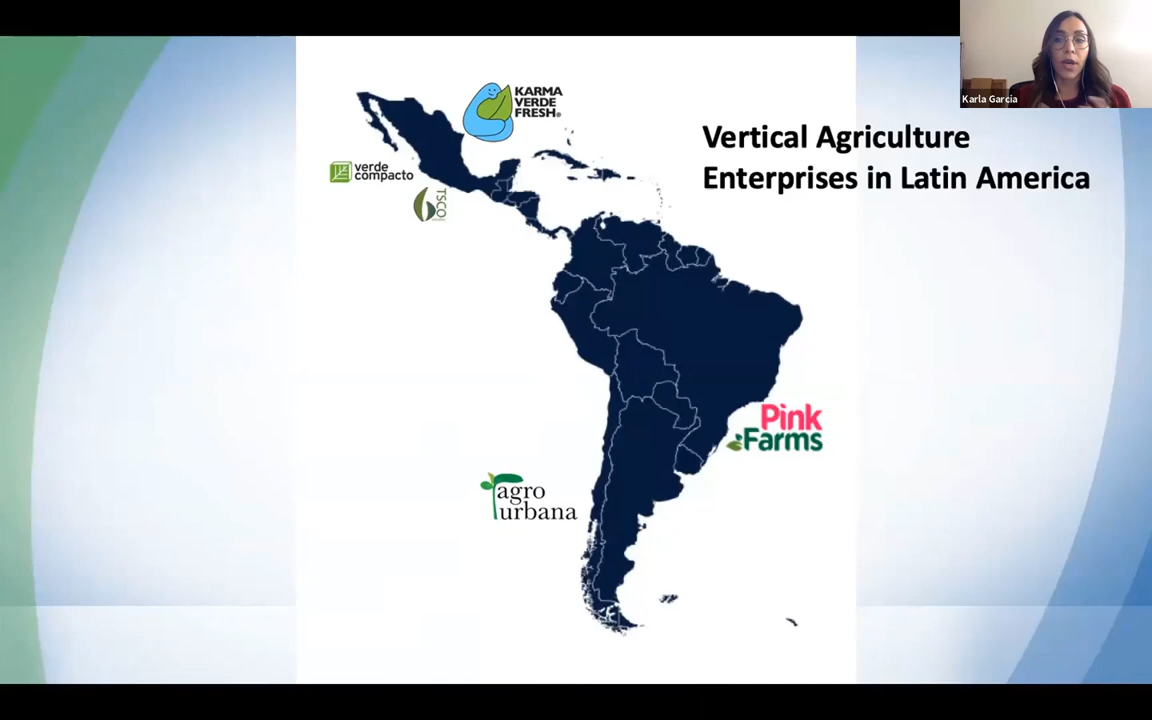 Karla Garcia
Vertical Agriculture
Enterprises in Latin America
KARMA
VERDE
FRESH®
verde
compacto
TSCO
Pink
Farms
agro
urbana